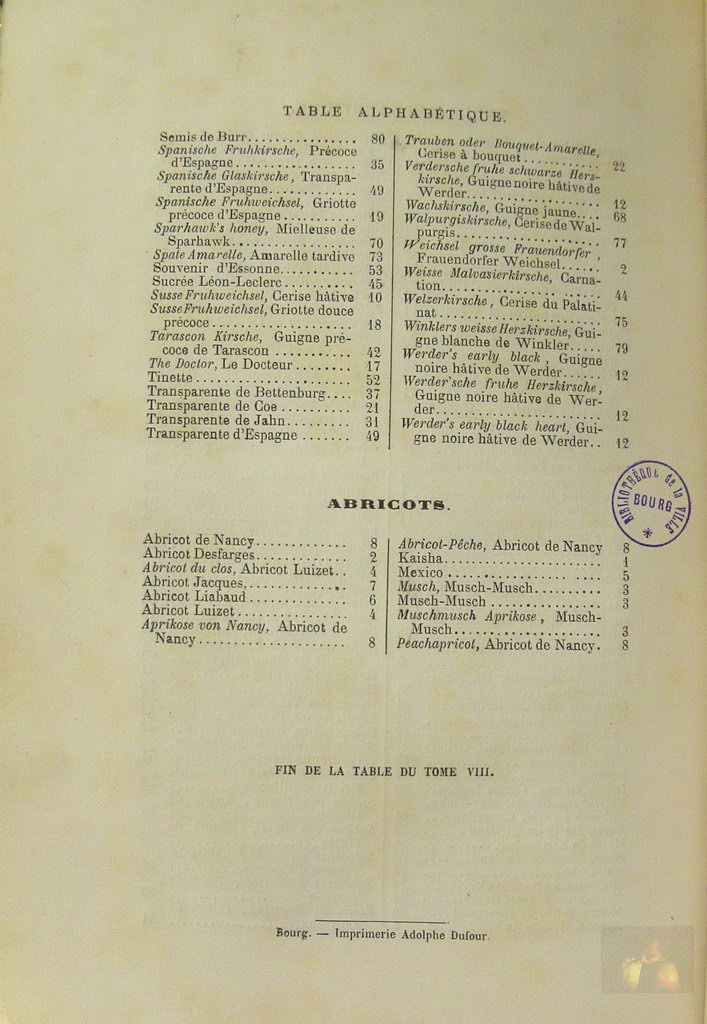 TABLE ALPHABÉTIQUE.
Semis de Burr................ 80
Spanische Fruhkirsche, Précoce
d'Espagne................. 35
Spanische Glaskirsche, Transpa-
rente d'Espagne............ 49
Spanische Fruhweichsel, Griotte
précoce d'Espagne.......... 19
Sparhawk's honey, Mielleuse de
Sparhawk................. 70
Spate Amarelle, Amarelle tardive 73
Souvenir d'Essonne........... 53
Sucrée Léon-Leclerc.......... 45
Susse Fruhweichsel, Cerise hâtive 10
Susse Fruhweichsel, Griotte douce
précoce.................... 18
Tarascon Kirsche, Guigne pré-
coce de Tarascon........... 42
The Doctor, Le Docteur........ 17
Tinette...................... 52
Transparente de Bettenburg.... 37
Transparente de Coe.......... 21
Transparente de Jahn......... 31
Transparente d'Espagne....... 49
Trauben oder Bouquet-Amarelle,
Cerise à bouquet........... 22
Verdersche fruhe schwarze Hers-
kirsche, Guigne noire hâtive de
Werder................... 12
Wachskirsche, Guigne jaune.... 68
Walpurgiskirsche, Cerise de Wal-
purgis.................... 77
Weichsel grosse Frauendorfer,
Frauendorfer Weichsel...... 2
Weisse Malvasierkirsche, Carna-
tion...................... 44
Welzerkirsche, Cerise du Palati-
nat....................... 75
Winklers weisse Herzkirsche, Gui-
gne blanche de Winkler..... 79
Werder's early black, Guigne
noire hâtive de Werder...... 12
Werder'sche fruhe Herzkirsche,
Guigne noire hâtive de Wer-
der....................... 12
Werder's early black heart, Gui-
gne noire hâtive de Werder.. 12
BIBLIOTHÈQUE de la VILLE
BOURG
ABRICOTS.
Abricot de Nancy............. 8
Abricot Desfarges............. 2
Abricot du clos, Abricot Luizet.. 4
Abricot Jacques,.............. 7
Abricot Liabaud.............. 6
Abricot Luizet................ 4
Aprikose von Nancy, Abricot de
Nancy..................... 8
Abricot-Pêche, Abricot de Nancy 8
Kaisha....................... 1
Mexico...................... 5
Musch, Musch-Musch.......... 3
Musch-Musch................ 3
Muschmusch Aprikose, Musch-
Musch..................... 3
Peachapricot, Abricot de Nancy. 8
FIN DE LA TABLE DU TOME VIII.
Bourg. — Imprimerie Adolphe Dufour.